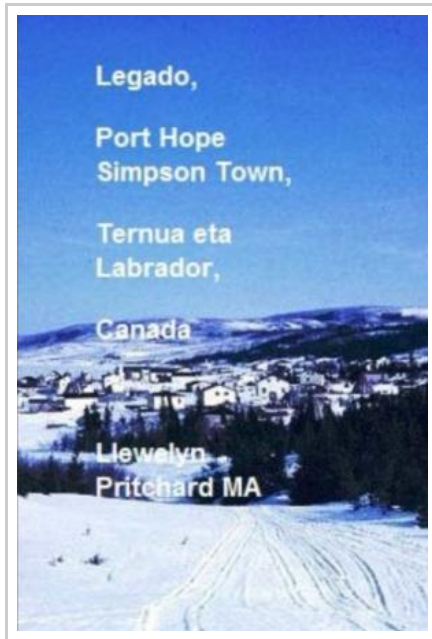 Legado,
Port Hope
Simpson Town,
Ternua eta
Labrador,
Canada
Llewelyn
Pritchard MA